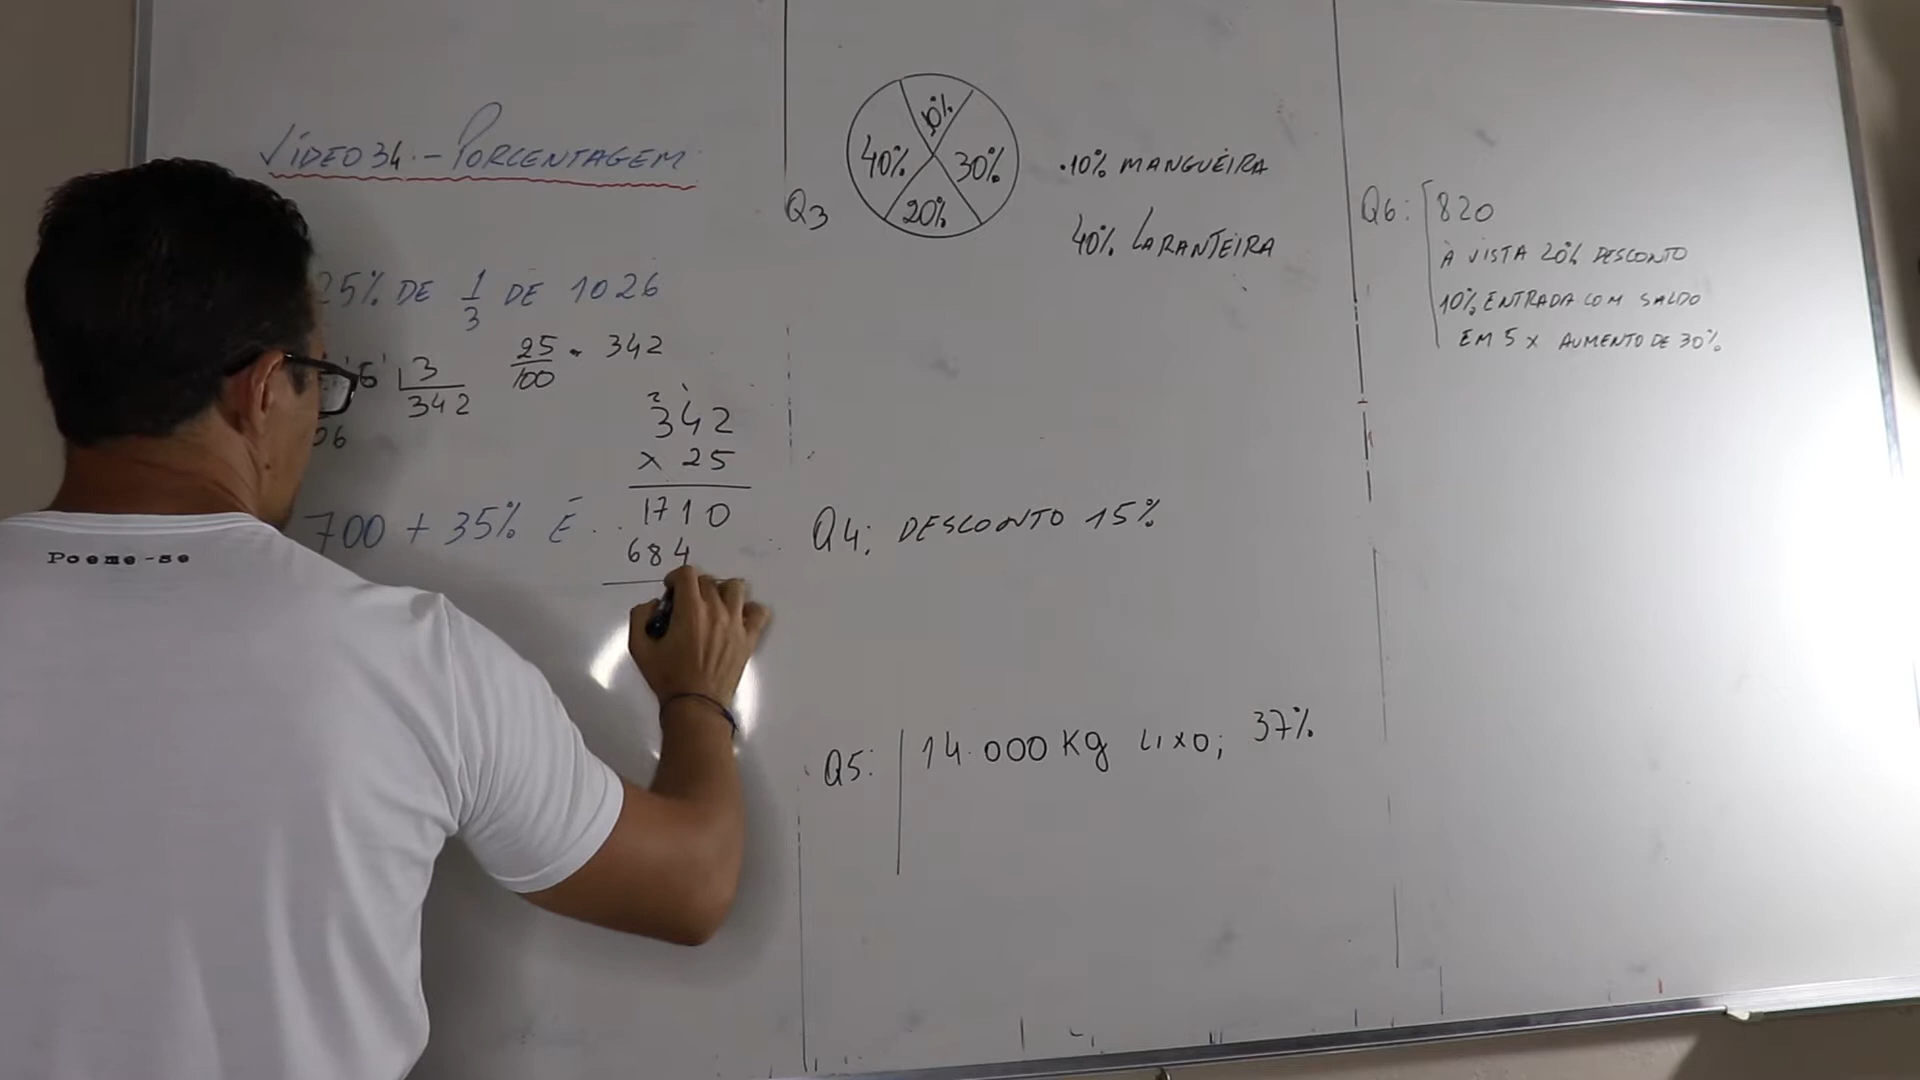 VÍDEO 34 - PORCENTAGEM
25% DE 1/3 DE 1026
6 3
342
06
25/100 . 342
342
x 25
1710
684
700 + 35% É
Poeme-se
Q3
10%
40%
30%
20%
.10% MANGUEIRA
40% LARANJEIRA
Q4; DESCONTO 15%
Q5: 14.000 Kg LIXO; 37%
Q6: 820
À VISTA 20% DESCONTO
10% ENTRADA COM SALDO
EM 5 X AUMENTO DE 30%